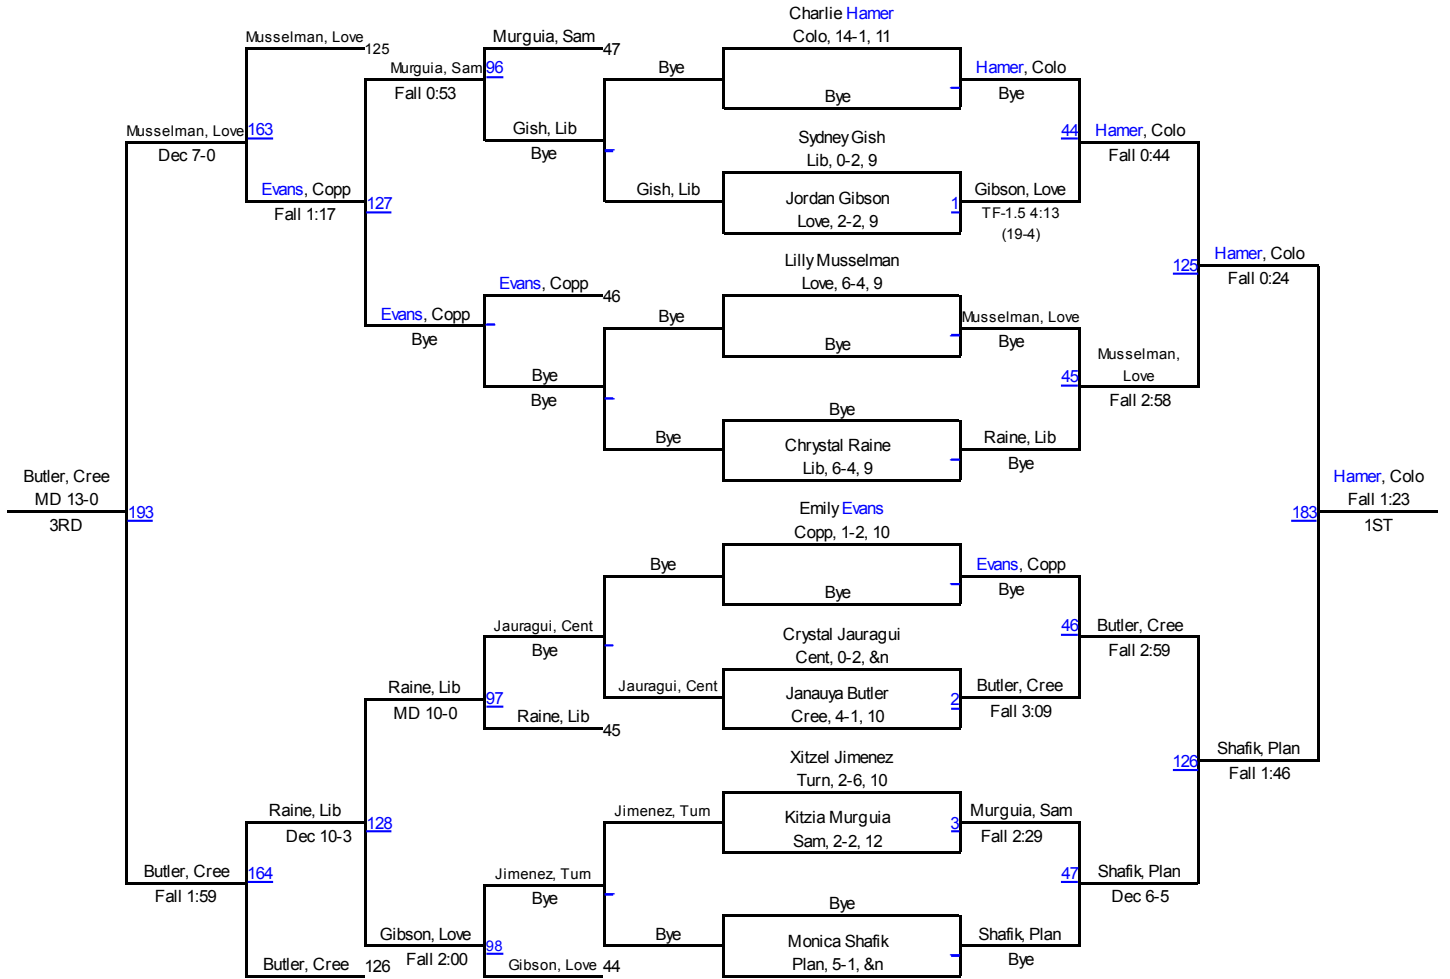 Charlie Hamer
Colo, 14-1, 11
Musselman, Love
125
Murguia, Sam
47
Murguia, Sam
96
Fall 0:53
Bye
Bye
Hamer, Colo
Bye
Musselman, Love
163
Dec 7-0
Gish, Lib
Bye
Sydney Gish
Lib, 0-2, 9
44
Hamer, Colo
Fall 0:44
Evans, Copp
Fall 1:17
127
Gish, Lib
Jordan Gibson
Love, 2-2, 9
1
Gibson, Love
TF-1.5 4:13
(19-4)
Lilly Musselman
Love, 6-4, 9
125
Hamer, Colo
Fall 0:24
Evans, Copp
46
Evans, Copp
Bye
Bye
Bye
Musselman, Love
Bye
Musselman,
Love
45
Fall 2:58
Bye
Bye
Bye
Bye
Chrystal Raine
Lib, 6-4, 9
Raine, Lib
Bye
Butler, Cree
MD 13-0
193
3RD
Hamer, Colo
Fall 1:23
183
1ST
Emily Evans
Copp, 1-2, 10
Bye
Bye
Evans, Copp
Bye
Jauragui, Cent
Bye
Crystal Jauragui
Cent, 0-2, &n
46
Butler, Cree
Fall 2:59
Raine, Lib
MD 10-0
97
Raine, Lib
45
Jauragui, Cent
Janauya Butler
Cree, 4-1, 10
2
Butler, Cree
Fall 3:09
Xitzel Jimenez
Turn, 2-6, 10
126
Shafik, Plan
Fall 1:46
Raine, Lib
128
Dec 10-3
Jimenez, Turn
Kitzia Murguia
Sam, 2-2, 12
3
Murguia, Sam
Fall 2:29
Butler, Cree
164
Fall 1:59
Jimenez, Turn
Bye
Bye
47
Shafik, Plan
Dec 6-5
Gibson, Love
Fall 2:00
98
Bye
Monica Shafik
Plan, 5-1, &n
Shafik, Plan
Bye
Butler, Cree
126
Gibson, Love
44